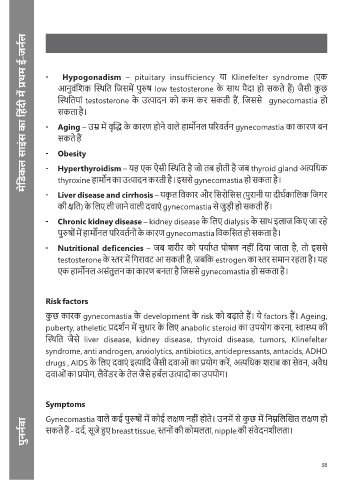 मेडिकल साइंस का हिंदी में प्रथम ई-जर्नल
- Hypogonadism – pituitary insufficiency या Klinefelter syndrome (एक
आनुवंशिक स्थिति जिसमें पुरुष low testosterone के साथ पैदा हो सकते हैं) जैसी कुछ
स्थितियां testosterone के उत्पादन को कम कर सकती हैं, जिससे gynecomastia हो
सकता है।
- Aging – उम्र में वृद्धि के कारण होने वाले हार्मोनल परिवर्तन gynecomastia का कारण बन
सकते हैं
- Obesity
- Hyperthyroidism – यह एक ऐसी स्थिति है जो तब होती है जब thyroid gland अत्यधिक
thyroxine हार्मोन का उत्पादन करती है। इससे gynecomastia हो सकता है।
- Liver disease and cirrhosis – यकृत विकार और सिरोसिस (पुरानी या दीर्घकालिक जिगर
की क्षति) के लिए ली जाने वाली दवाएं gynecomastia से जुड़ी हो सकती हैं।
- Chronic kidney disease – kidney disease के लिए dialysis के साथ इलाज किए जा रहे
पुरुषों में हार्मोनल परिवर्तनों के कारण gynecomastia विकसित हो सकता है।
- Nutritional deficencies – जब शरीर को पर्याप्त पोषण नहीं दिया जाता है, तो इससे
testosterone के स्तर में गिरावट आ सकती है, जबकि estrogen का स्तर समान रहता है। यह
एक हार्मोनल असंतुलन का कारण बनता है जिससे gynecomastia हो सकता है।
Risk factors
कुछ कारक gynecomastia के development के risk को बढ़ाते हैं। ये factors हैं। Ageing,
puberty, atheletic प्रदर्शन में सुधार के लिए anabolic steroid का उपयोग करना, स्वास्थ्य की
स्थिति जैसे liver disease, kidney disease, thyroid disease, tumors, Klinefelter
syndrome, anti androgen, anxiolytics, antibiotics, antidepressants, antacids, ADHD
drugs , AIDS के लिए दवाएं इत्यादि जैसी दवाओं का प्रयोग करें, अत्यधिक शराब का सेवन, अवैध
दवाओं का प्रयोग, लैवेंडर के तेल जैसे हर्बल उत्पादों का उपयोग।
Symptoms
Gynecomastia वाले कई पुरुषों में कोई लक्षण नहीं होते। उनमें से कुछ में निम्नलिखित लक्षण हो
सकते हैं - दर्द, सूजे हुए breast tissue, स्तनों की कोमलता, nipple की संवेदनशीलता।
पुनर्नवा
38